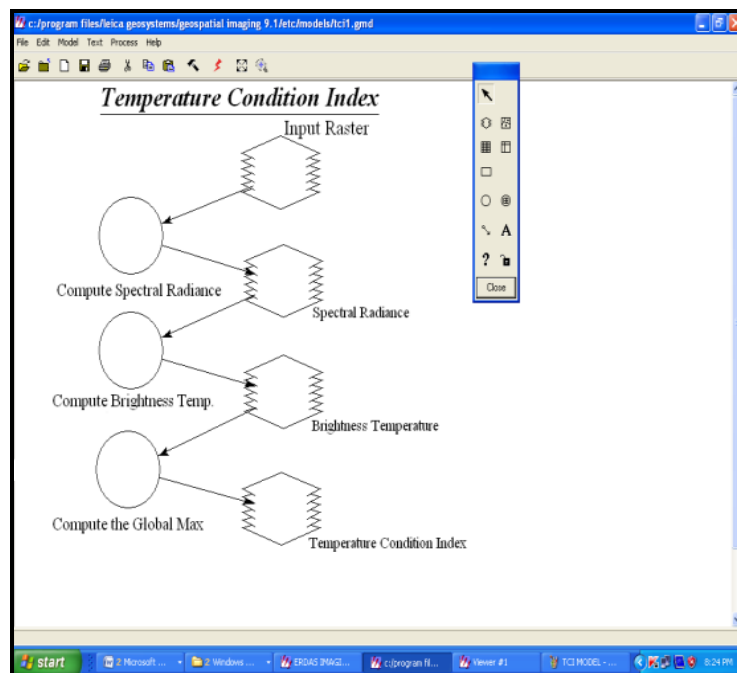 c:/program files/leica geosystems/geospatial imaging 9.1/etc/models/tci1.gmd
File Edit Model Text Process Help
Temperature Condition Index
Input Raster
Compute Spectral Radiance
Spectral Radiance
Compute Brightness Temp.
Brightness Temperature
Compute the Global Max
Temperature Condition Index
A
?
Close
start
2 Microsoft ...
2 Windows ...
ERDAS IMAGI...
c:/program fil...
Viewer #1
TCI MODEL - ...
8:24 PM